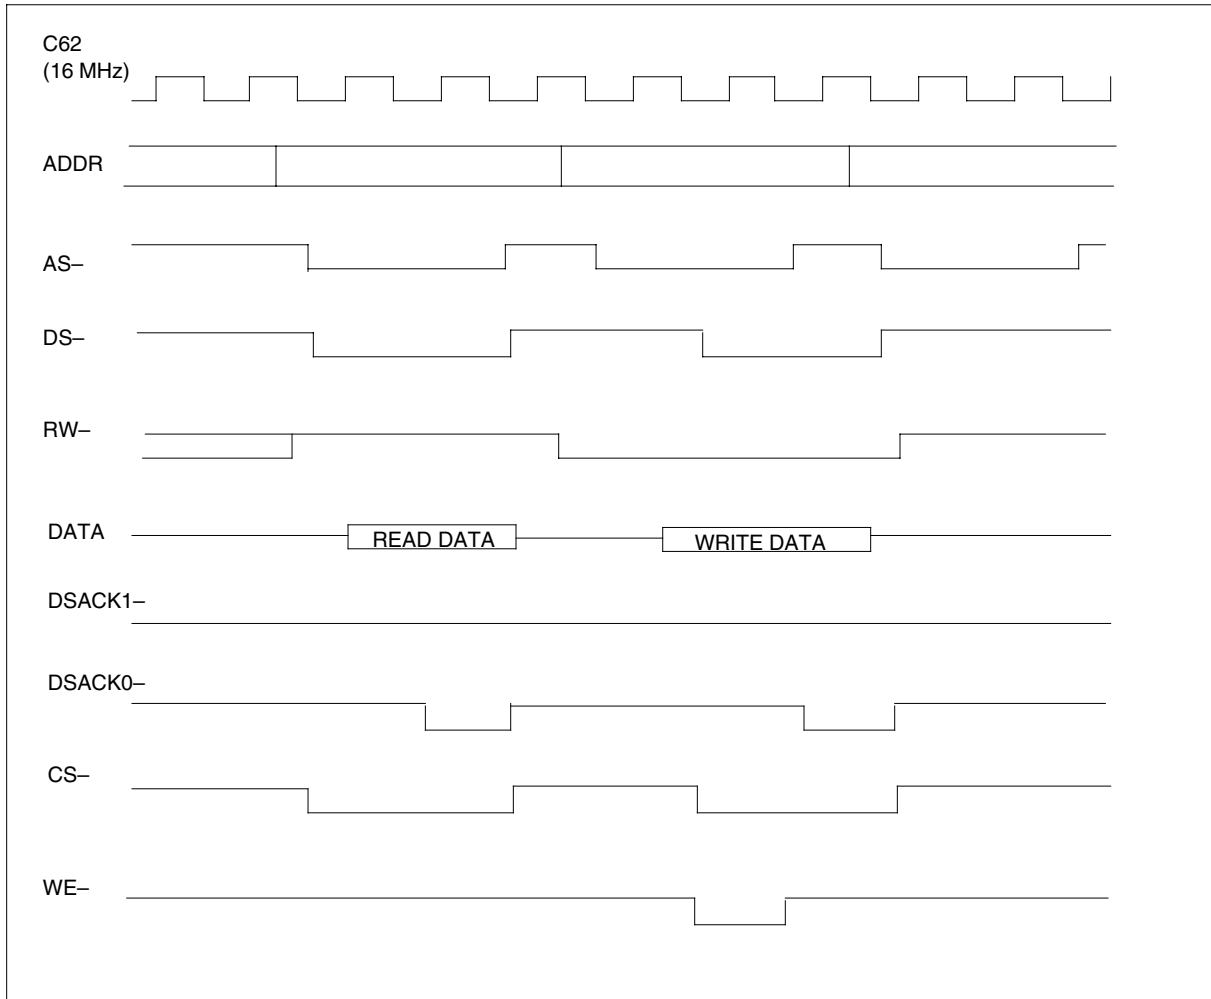 C62
(16 MHz)
ADDR
AS–
DS–
RW–
DATA
READ DATA
WRITE DATA
DSACK1–
DSACK0–
CS–
WE–